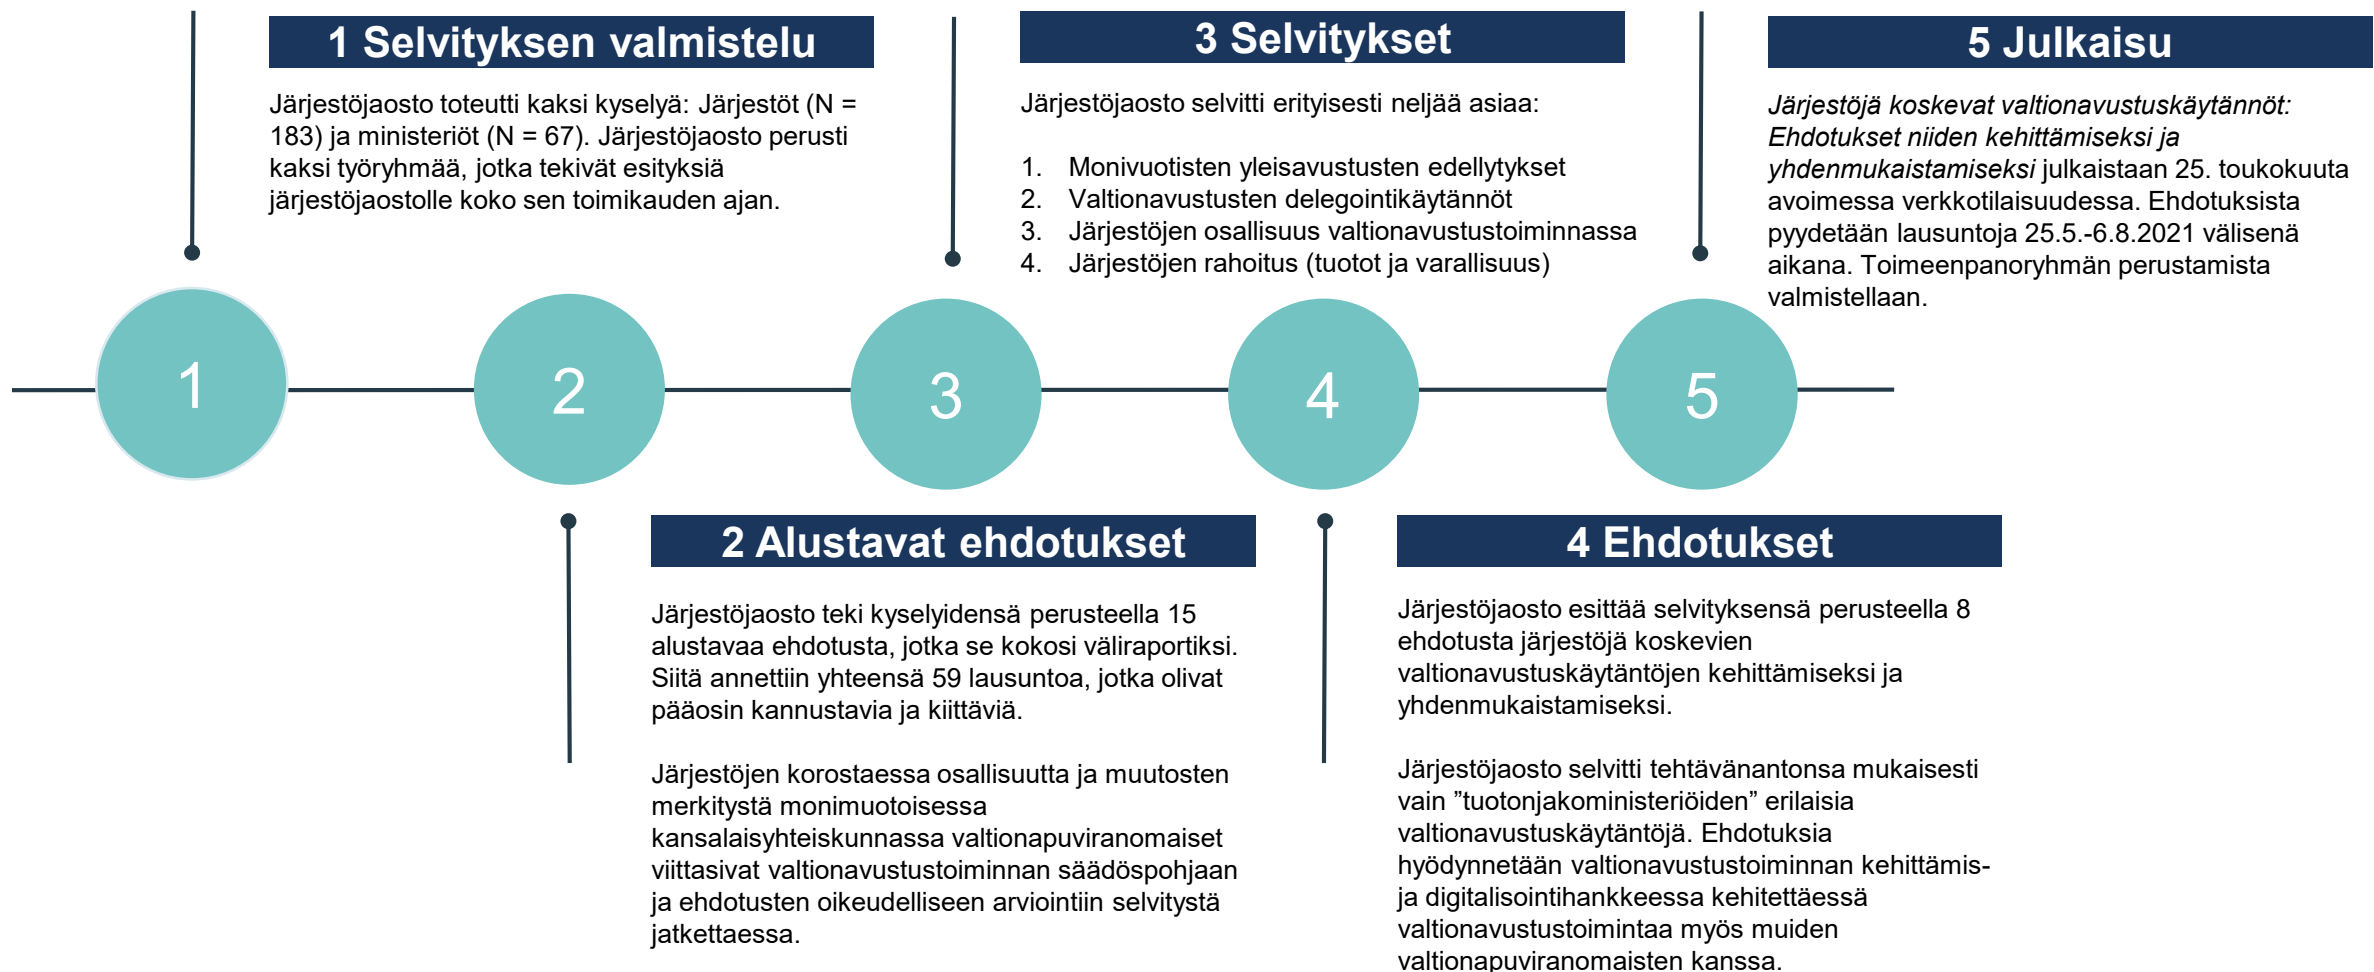 1 Selvityksen valmistelu
Järjestöjaosto toteutti kaksi kyselyä: Järjestöt (N =
183) ja ministeriöt (N = 67). Järjestöjaosto perusti
kaksi työryhmää, jotka tekivät esityksiä
järjestöjaostolle koko sen toimikauden ajan.
3 Selvitykset
Järjestöjaosto selvitti erityisesti neljää asiaa:
1. Monivuotisten yleisavustusten edellytykset
2. Valtionavustusten delegointikäytännöt
3. Järjestöjen osallisuus valtionavustustoiminnassa
4. Järjestöjen rahoitus (tuotot ja varallisuus)
5 Julkaisu
Järjestöjä koskevat valtionavustuskäytännöt:
Ehdotukset niiden kehittämiseksi ja
yhdenmukaistamiseksi julkaistaan 25. toukokuuta
avoimessa verkkotilaisuudessa. Ehdotuksista
pyydetään lausuntoja 25.5.-6.8.2021 välisenä
aikana. Toimeenpanoryhmän perustamista
valmistellaan.
1
2
3
4
5
2 Alustavat ehdotukset
Järjestöjaosto teki kyselyidensä perusteella 15
alustavaa ehdotusta, jotka se kokosi väliraportiksi.
Siitä annettiin yhteensä 59 lausuntoa, jotka olivat
pääosin kannustavia ja kiittäviä.
Järjestöjen korostaessa osallisuutta ja muutosten
merkitystä monimuotoisessa
kansalaisyhteiskunnassa valtionapuviranomaiset
viittasivat valtionavustustoiminnan säädöspohjaan
ja ehdotusten oikeudelliseen arviointiin selvitystä
jatkettaessa.
4 Ehdotukset
Järjestöjaosto esittää selvityksensä perusteella 8
ehdotusta järjestöjä koskevien
valtionavustuskäytäntöjen kehittämiseksi ja
yhdenmukaistamiseksi.
Järjestöjaosto selvitti tehtävänantonsa mukaisesti
vain ”tuotonjakoministeriöiden” erilaisia
valtionavustuskäytäntöjä. Ehdotuksia
hyödynnetään valtionavustustoiminnan kehittämis-
ja digitalisointihankkeessa kehitettäessä
valtionavustustoimintaa myös muiden
valtionapuviranomaisten kanssa.